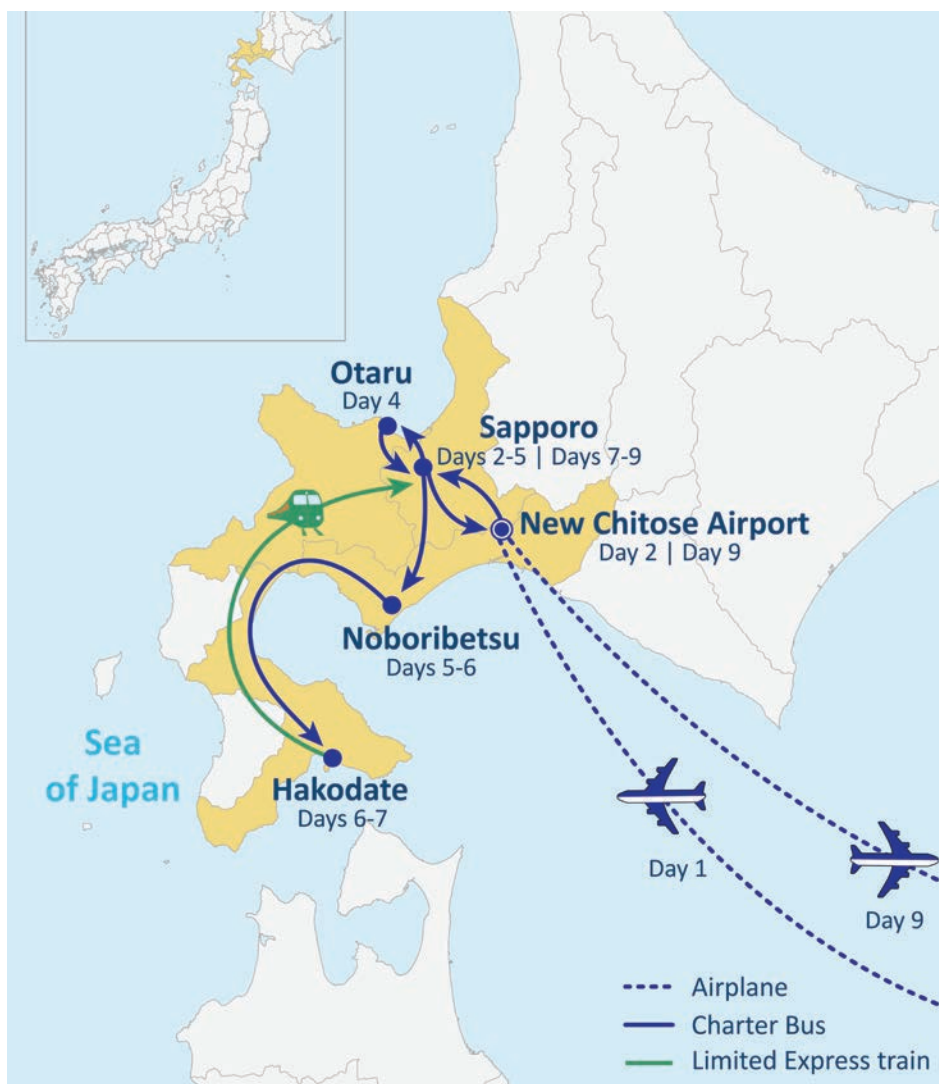 Otaru
Day 4
Sapporo
Days 2-5 | Days 7-9
New Chitose Airport
Day 2 | Day 9
Noboribetsu
Days 5-6
Sea
of Japan
Hakodate
Days 6-7
Day 1
Day 9
Airplane
Charter Bus
Limited Express train